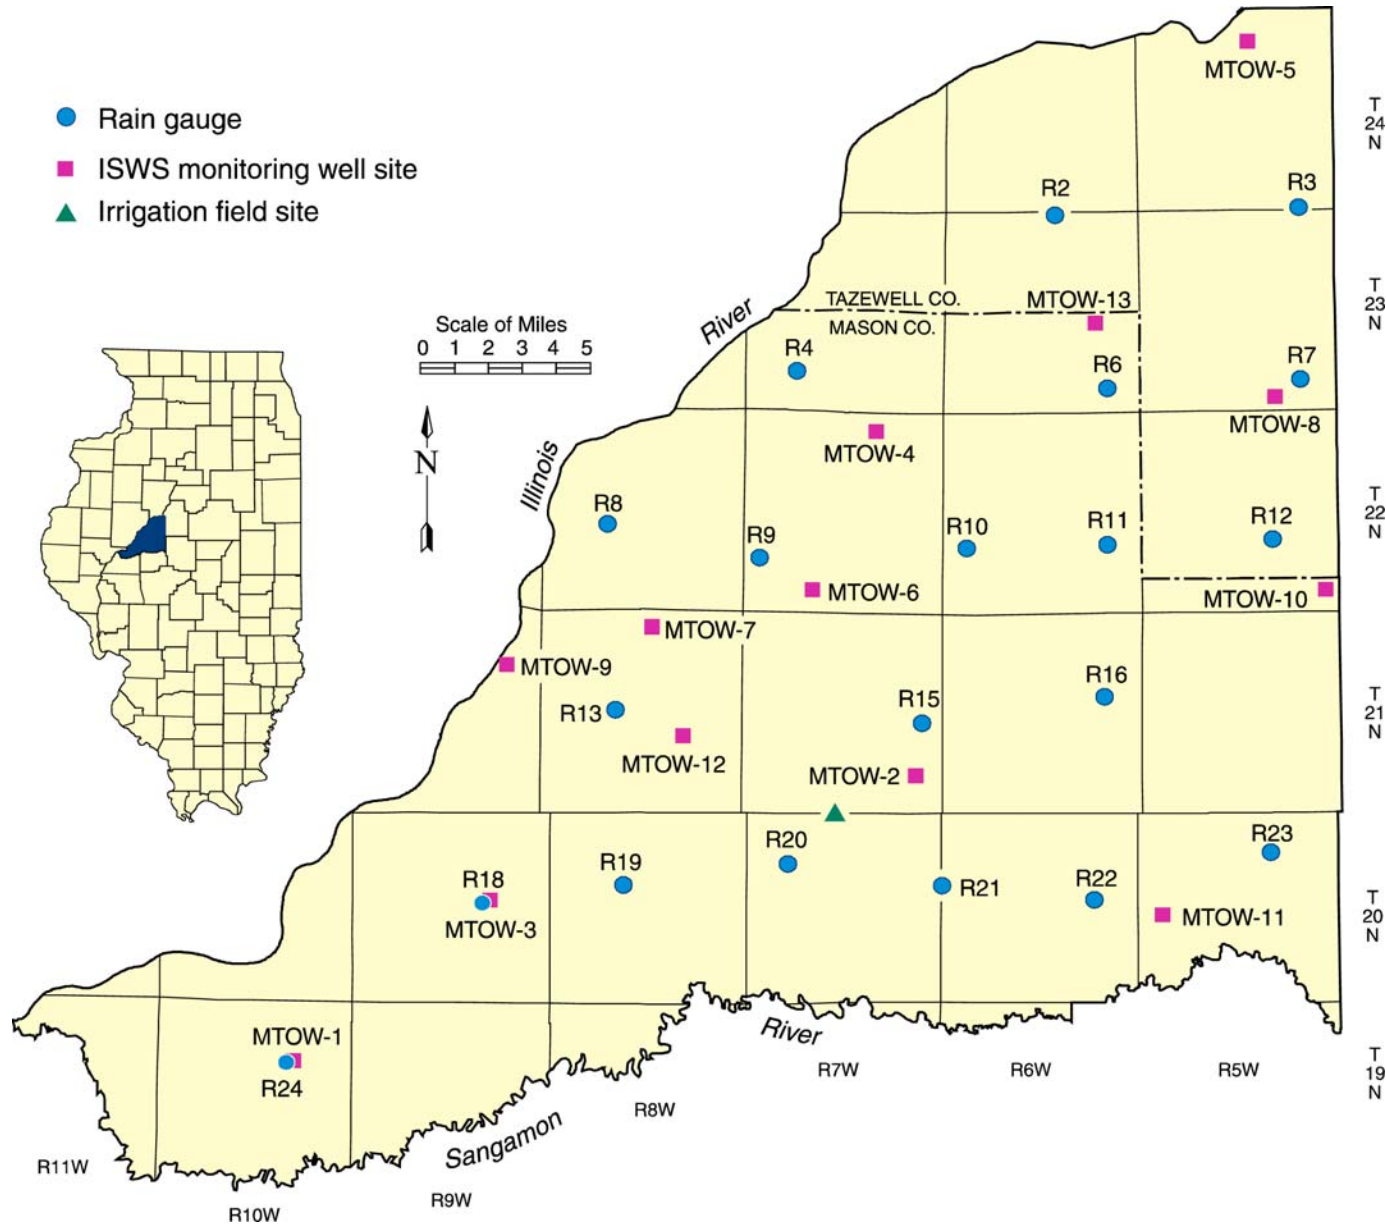 MTOW-5
T
24
N
Rain gauge
ISWS monitoring well site
Irrigation field site
R2
R3
T
23
N
TAZEWELL CO.
MTOW-13
MASON CO.
River
Scale of Miles
0 1 2 3 4 5
R4
R6
R7
MTOW-8
MTOW-4
N
Illinois
T
22
N
R8
R9
R10
R11
R12
MTOW-6
MTOW-10
MTOW-7
MTOW-9
R16
R15
R13
T
21
N
MTOW-12
MTOW-2
R20
R23
R19
R18
R21
R22
MTOW-3
MTOW-11
T
20
N
MTOW-1
R24
River
R7W
R6W
R5W
T
19
N
R8W
Sangamon
R11W
R9W
R10W